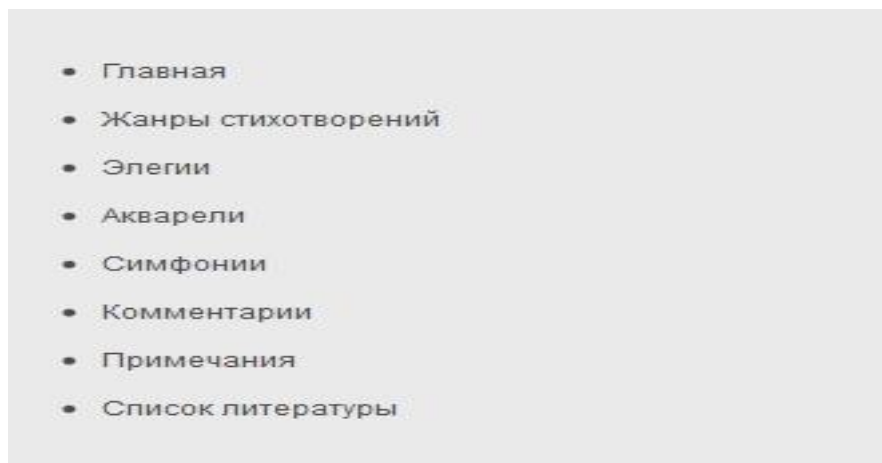 Главная
Жанры стихотворений
Элегии
Акварели
Симфонии
Комментарии
Примечания
Список литературы